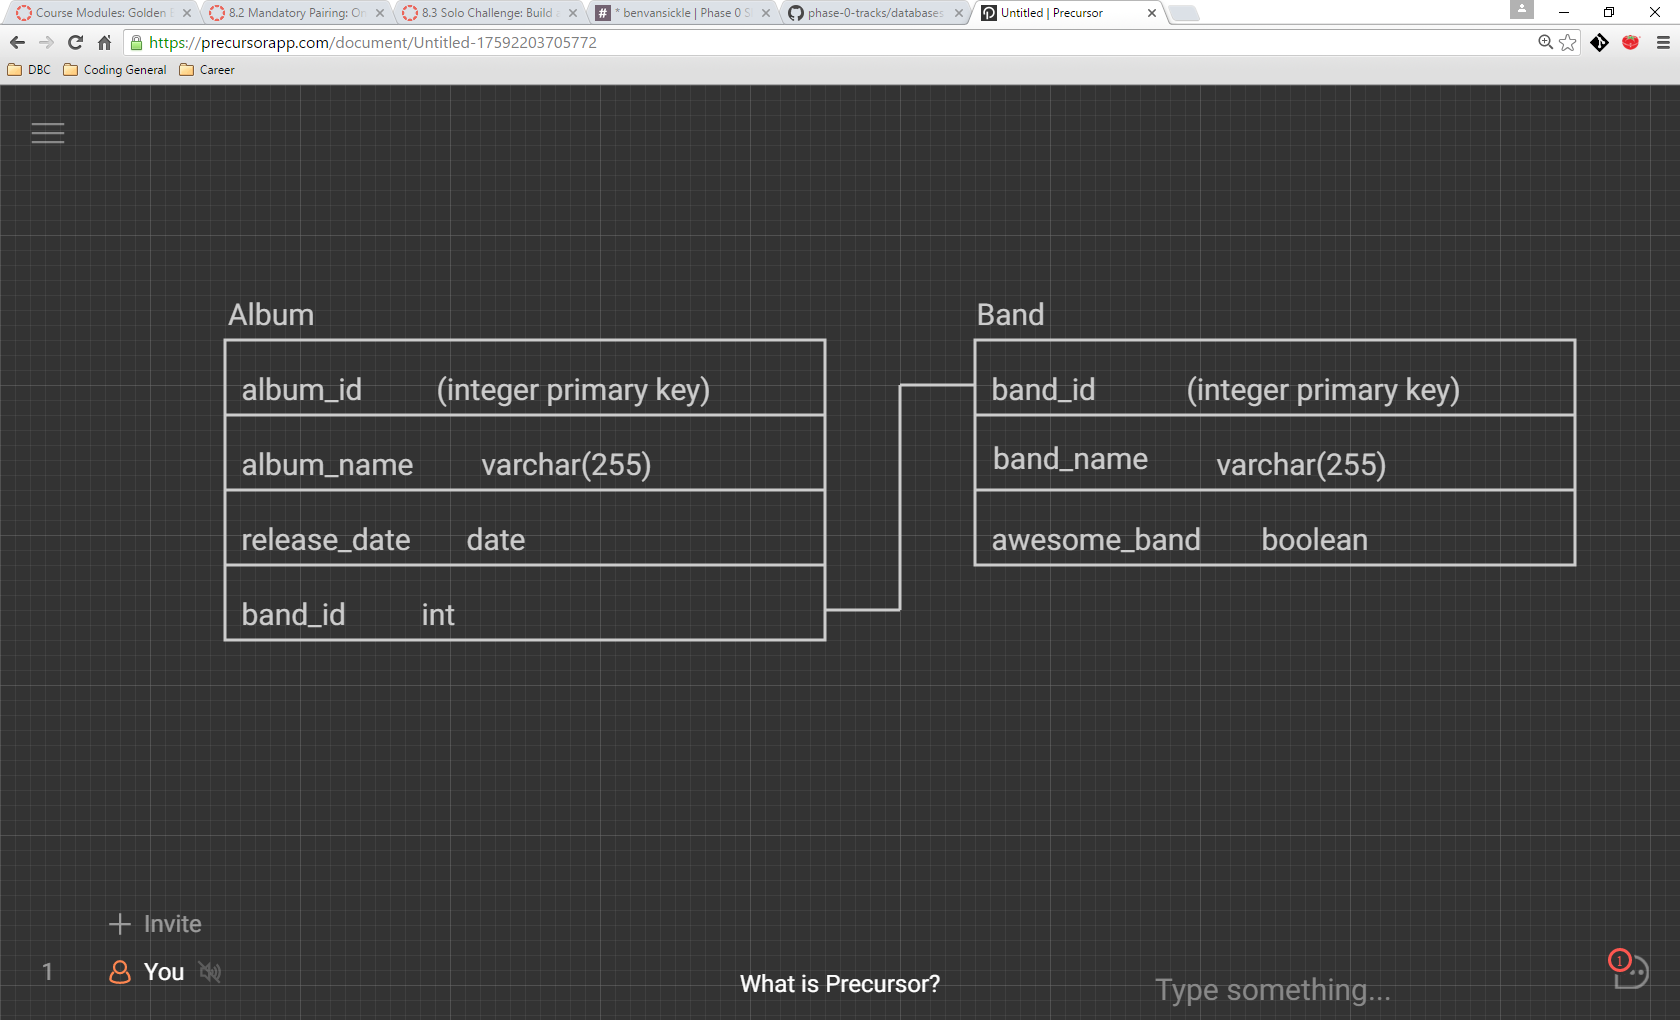 Course Modules: Golden
8.2 Mandatory Pairing: On
8.3 Solo Challenge: Build
* benvansickle | Phase 0 S
phase-0-tracks/databases
Untitled | Precursor
https://precursorapp.com/document/Untitled-17592203705772
DBC
Coding General
Career
Album
album_id (integer primary key)
album_name varchar(255)
release_date date
band_id int
Band
band_id (integer primary key)
band_name varchar(255)
awesome_band boolean
+ Invite
1 You
What is Precursor?
Type something...
1